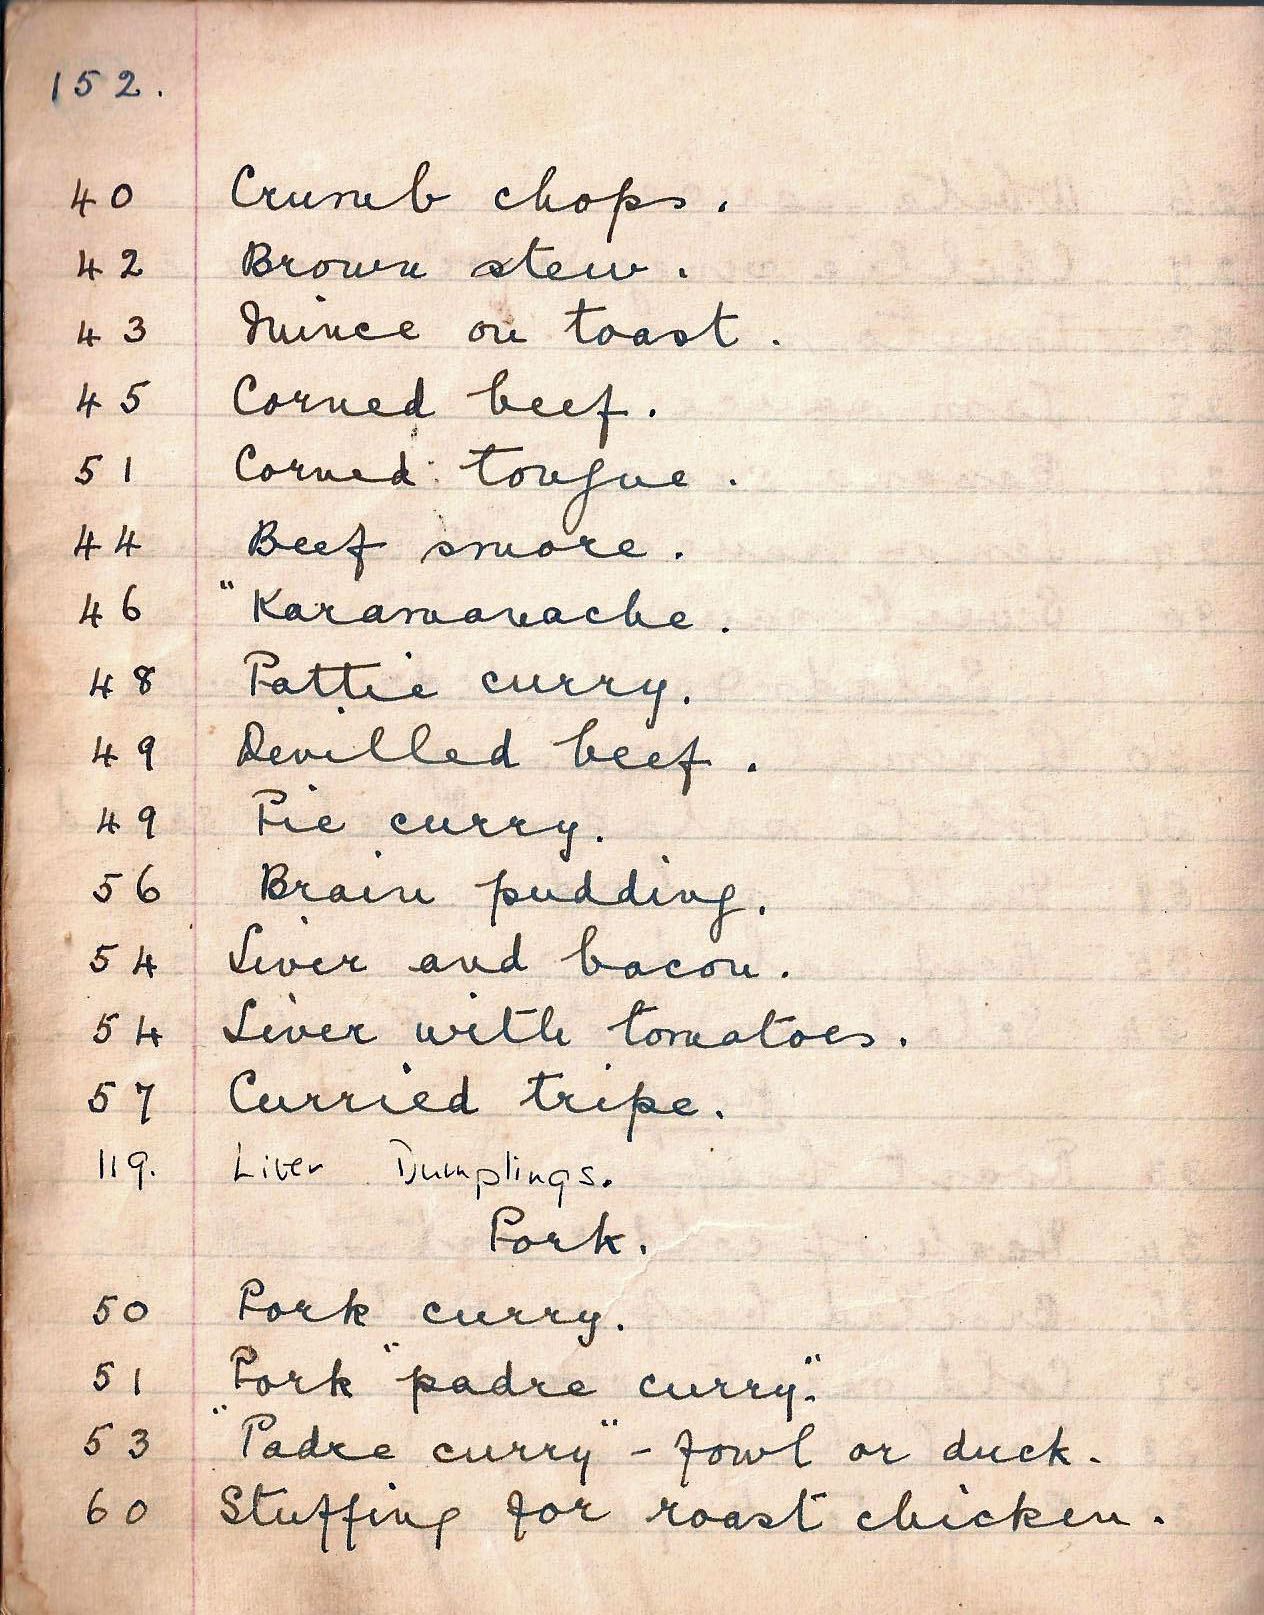 152.
40 Crumb chops.
42 Brown stew.
43 Mince on toast.
45 Corned beef.
51 Corned tongue.
44 Beef smore.
46 "Karamanache.
48 Pattie curry.
49 Devilled beef.
49 Pie curry.
56 Brain pudding.
54 Liver and bacon.
54 Liver with tomatoes.
57 Curried tripe.
119. Liver Dumplings.
Pork.
50 Pork curry.
51 Pork "padre curry".
53 "Padre curry" - fowl or duck.
60 Stuffing for roast chicken.